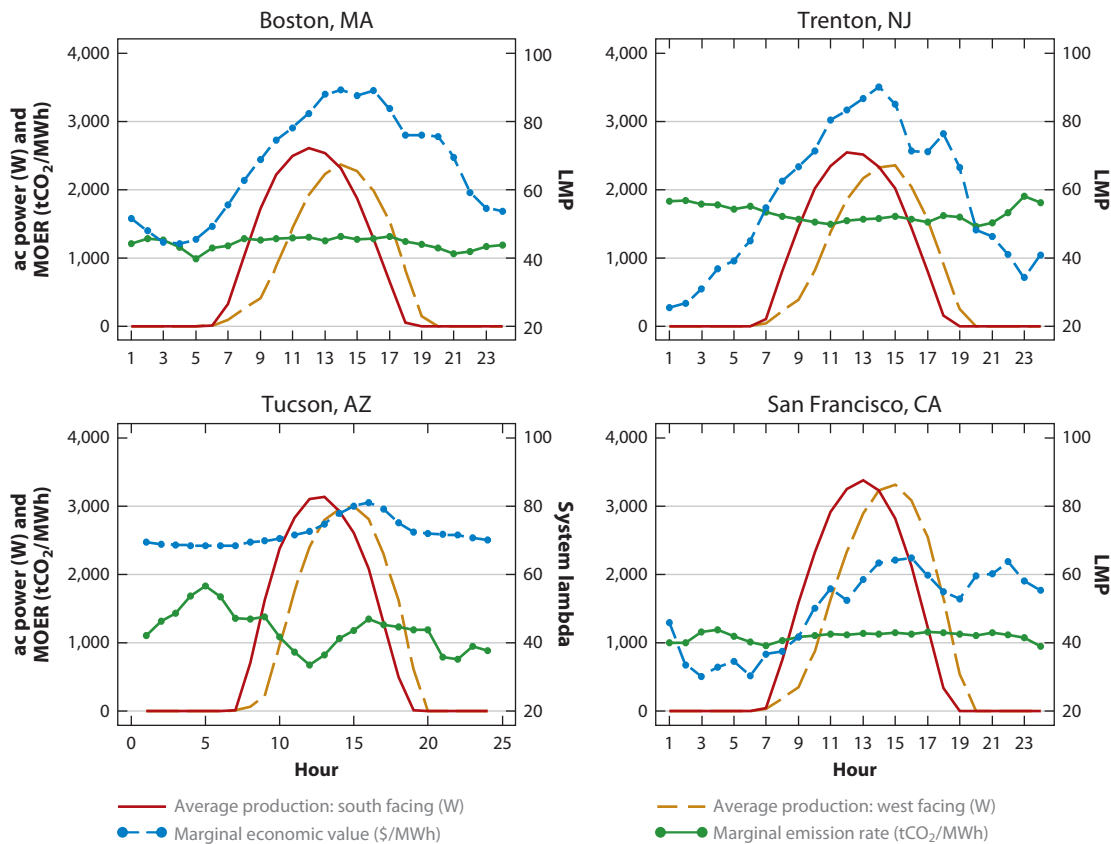 Boston, MA
Trenton, NJ
4,000
3,000
2,000
1,000
0
ac power (W) and
MOER (tCO₂/MWh)
100
80
60
40
20
LMP
1 3 5 7 9 11 13 15 17 19 21 23
4,000
3,000
2,000
1,000
0
100
80
60
40
20
LMP
1 3 5 7 9 11 13 15 17 19 21 23
Tucson, AZ
San Francisco, CA
4,000
3,000
2,000
1,000
0
ac power (W) and
MOER (tCO₂/MWh)
100
80
60
40
20
System lambda
0 5 10 15 20 25
Hour
4,000
3,000
2,000
1,000
0
100
80
60
40
20
LMP
1 3 5 7 9 11 13 15 17 19 21 23
Hour
Average production: south facing (W)
Average production: west facing (W)
Marginal economic value ($/MWh)
Marginal emission rate (tCO₂/MWh)